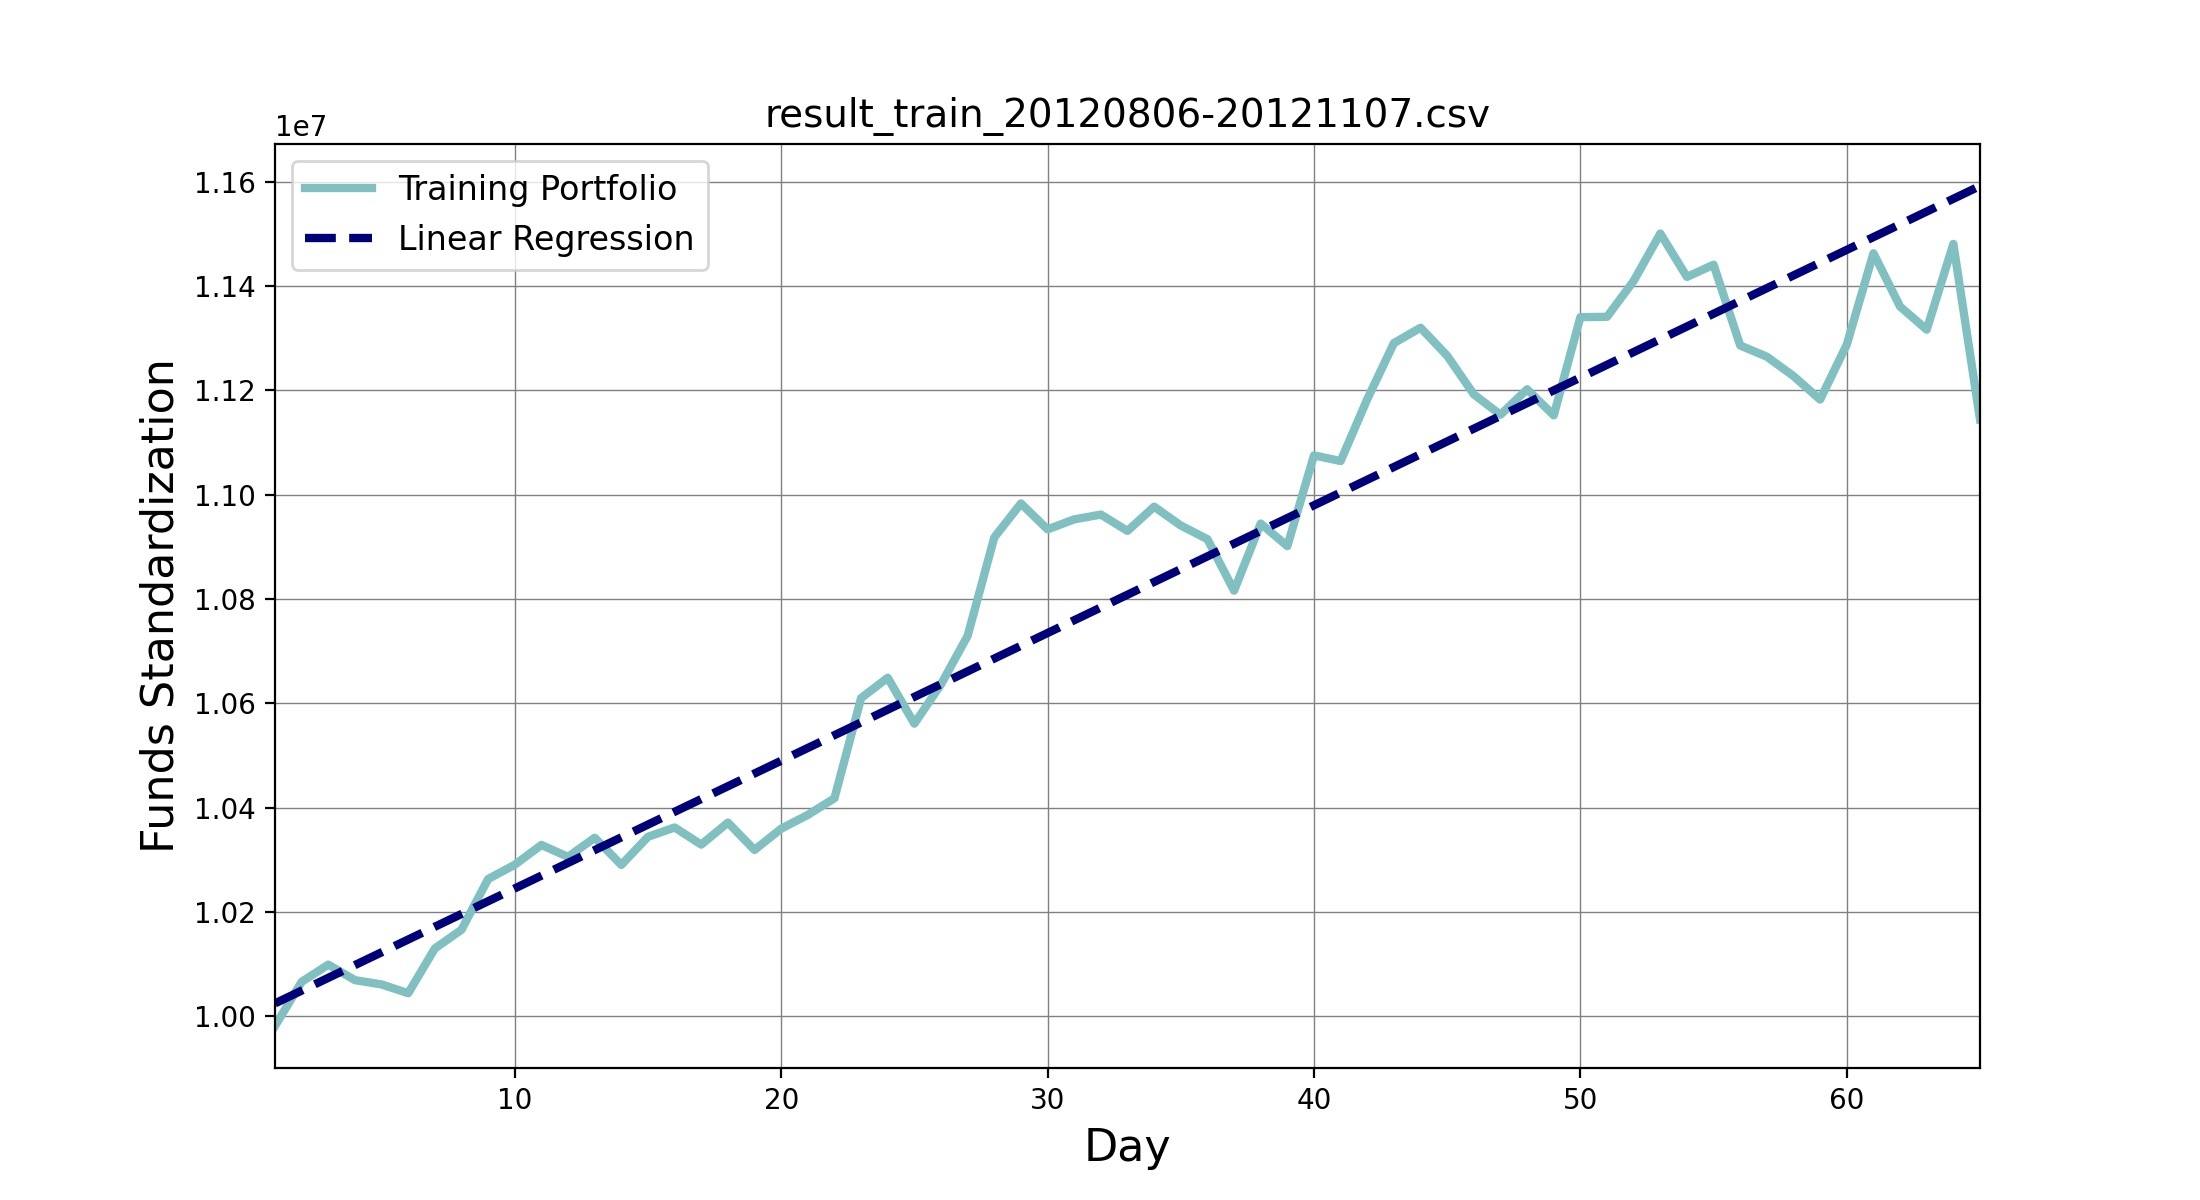 result_train_20120806-20121107.csv
1e7
Training Portfolio
Linear Regression
1.16
1.14
1.12
1.10
1.08
1.06
1.04
1.02
1.00
Funds Standardization
10 20 30 40 50 60
Day